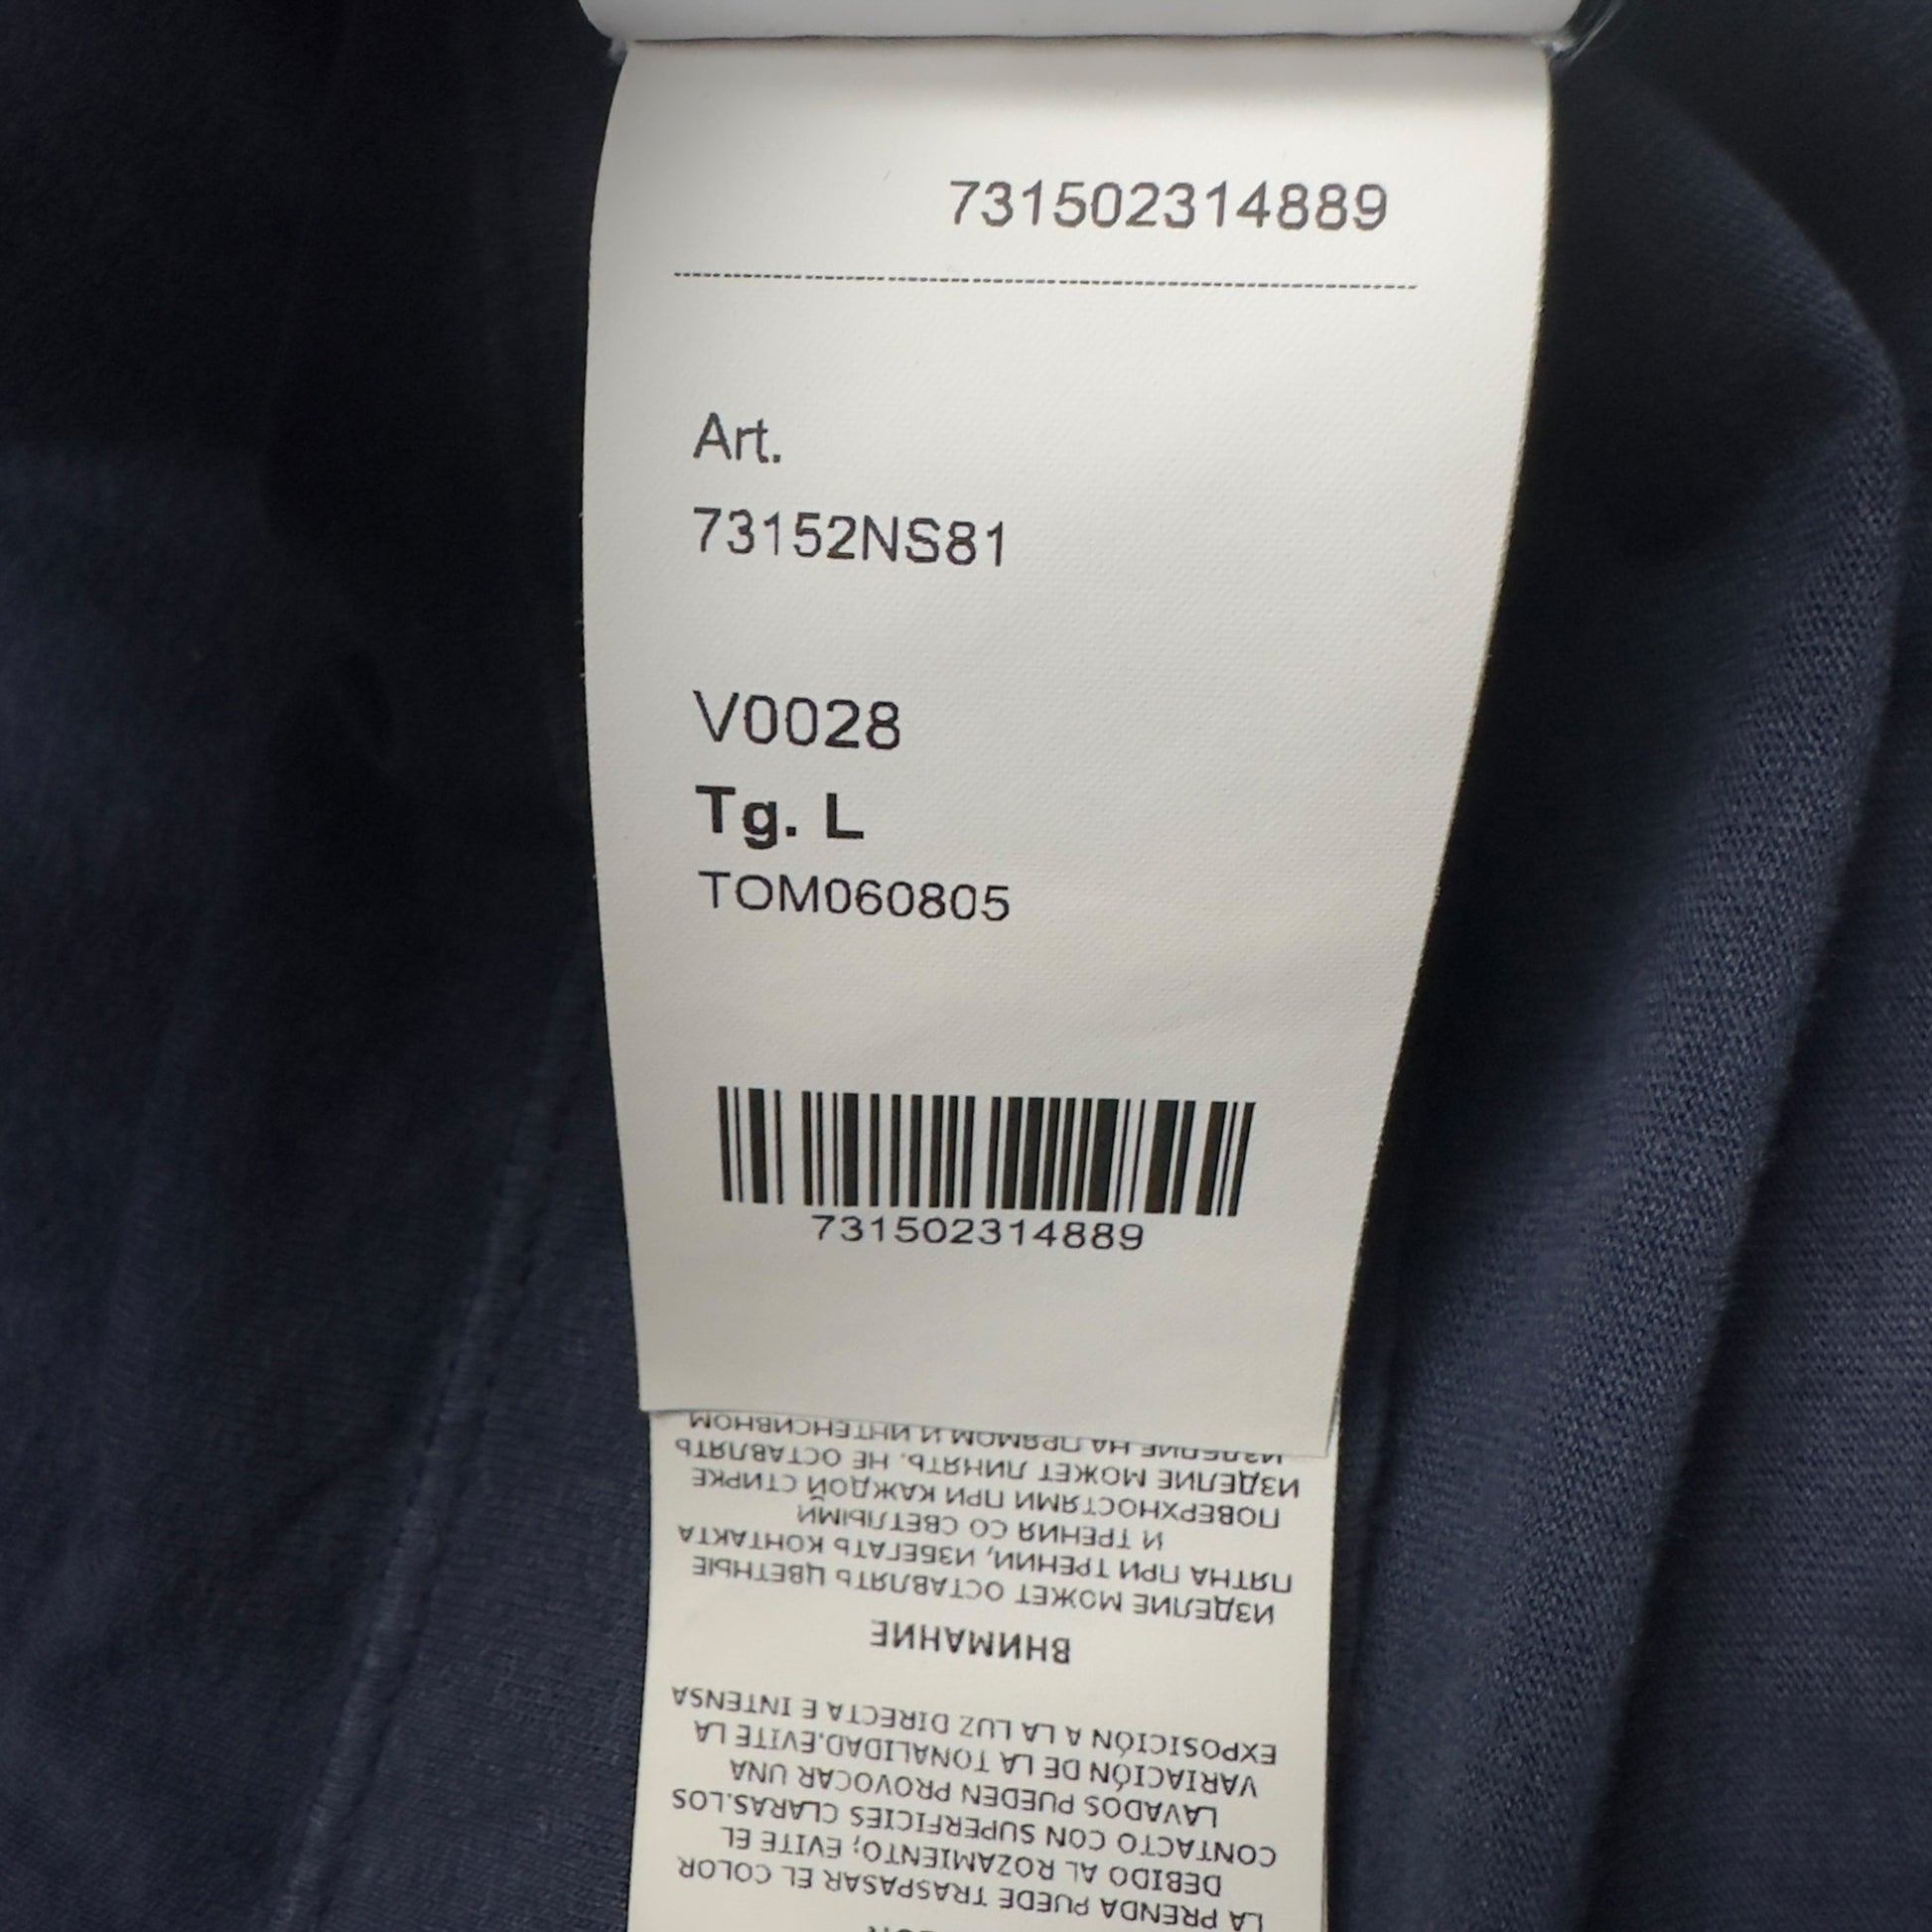 731502314889
Art.
73152NS81
V0028
Tg. L
TOM060805
731502314889
LA PRENDA PUEDE TRASPASAR EL COLOR
DEBIDO AL ROZAMIENTO; EVITE EL
CONTACTO CON SUPERFICIES CLARAS.LOS
LAVADOS PUEDEN PROVOCAR UNA
VARIACIÓN DE LA TONALIDAD.EVITE LA
EXPOSICIÓN A LA LUZ DIRECTA E INTENSA
ВНИМАНИЕ
ИЗДЕЛИЕ МОЖЕТ ОСТАВЛЯТЬ ЦВЕТНЫЕ
ПЯТНА ПРИ ТРЕНИИ, ИЗБЕГАТЬ КОНТАКТА
И ТРЕНИЯ СО СВЕТЛЫМИ
ПОВЕРХНОСТЯМИ ПРИ КАЖДОЙ СТИРКЕ
ИЗДЕЛИЕ МОЖЕТ ЛИНЯТЬ. НЕ ОСТАВЛЯТЬ
ИЗДЕЛИЕ НА ПРЯМОМ И ИНТЕНСИВНОМ